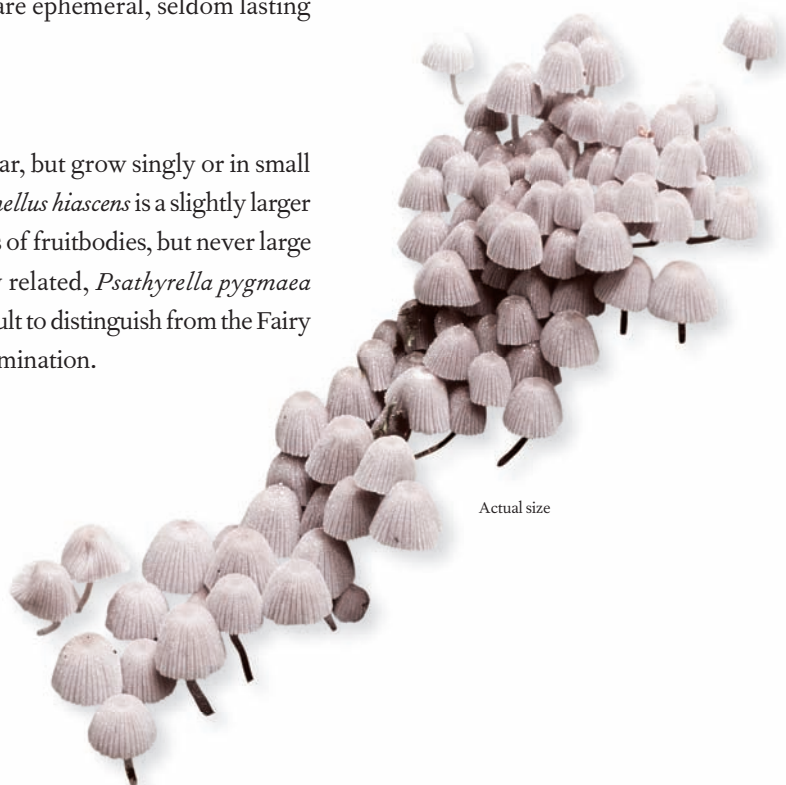 are ephemeral, seldom lasting
ar, but grow singly or in small
nellus hiascens is a slightly larger
s of fruitbodies, but never large
related, Psathyrella pygmaea
ult to distinguish from the Fairy
mination.
Actual size